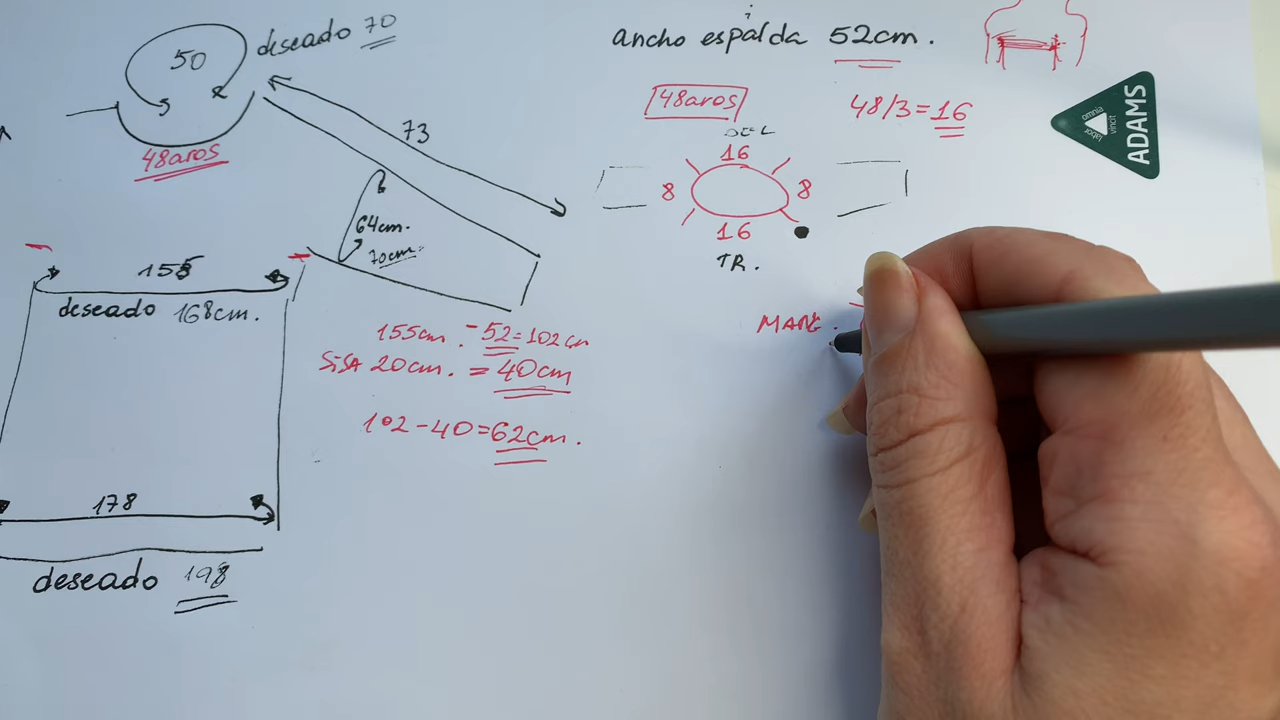 50
deseado 70
48aros
73
64cm.
70cm.
155
deseado 168cm.
178
deseado 198
155cm. - 52=102cm
SiSA 20cm. = 40cm
102-40=62cm.
ancho espalda 52cm.
48aros
48/3=16
DEL
16
8
8
16
TR.
MANG.
omnia
labor vincit
ADAMS